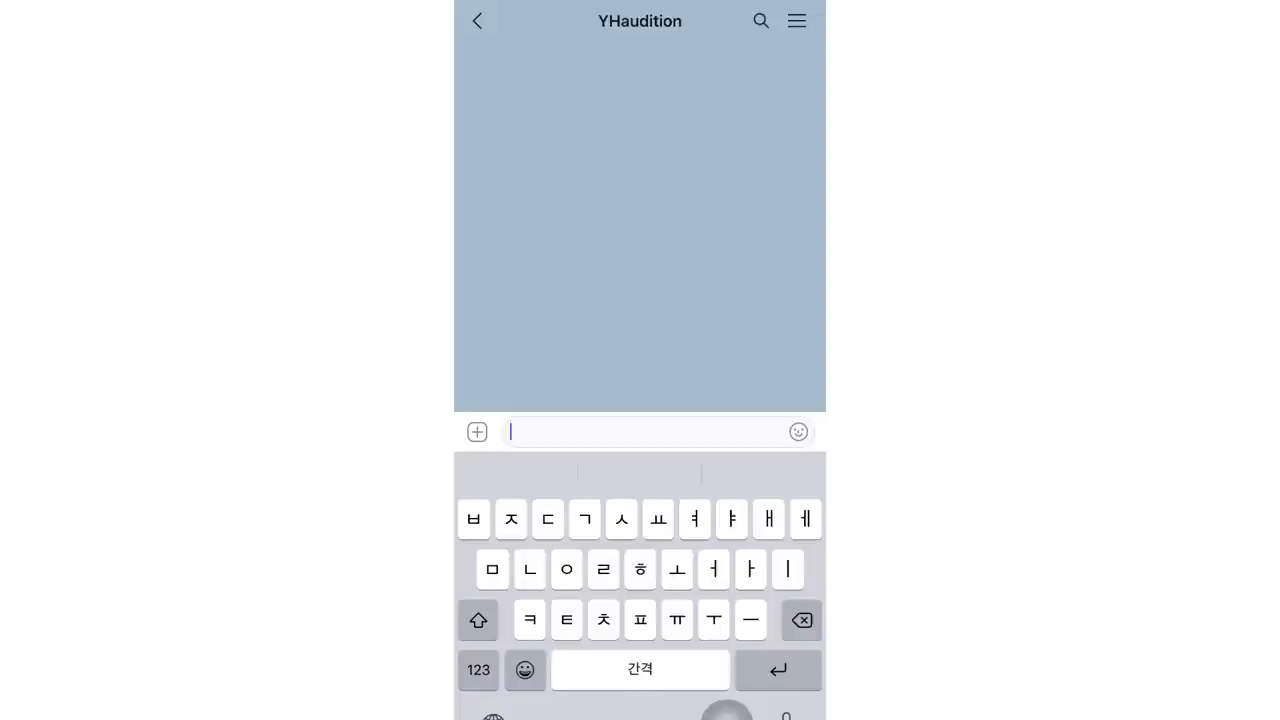 YHaudition
ㅂ ㅈ ㄷ ㄱ ㅅ ㅛ ㅕ ㅑ ㅐ ㅔ
ㅁ ㄴ ㅇ ㄹ ㅎ ㅗ ㅓ ㅏ ㅣ
ㅋ ㅌ ㅊ ㅍ ㅠ ㅜ ㅡ
123 간격